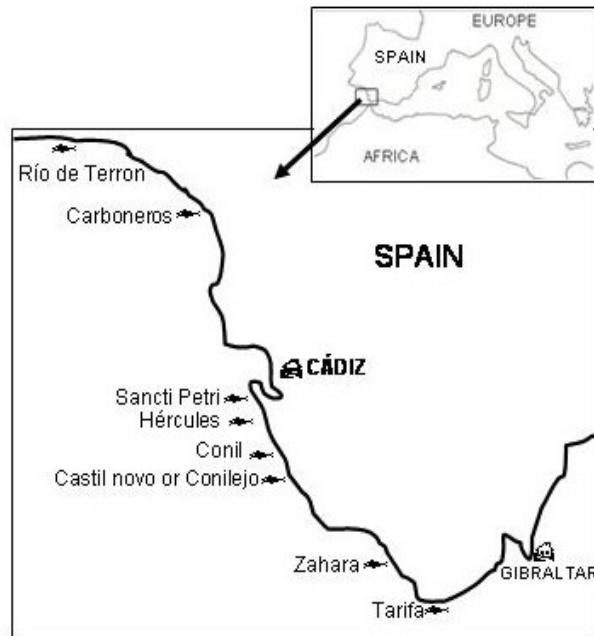 EUROPE
SPAIN
AFRICA
Río de Terron
Carboneros
SPAIN
CÁDIZ
Sancti Petri
Hércules
Conil
Castil novo or Conilejo
Zahara
GIBRALTAR
Tarifa